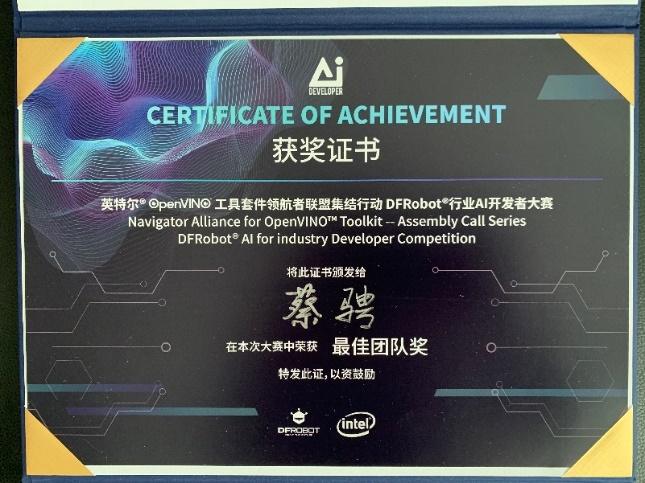 Ai
DEVELOPER
CERTIFICATE OF ACHIEVEMENT
获奖证书
英特尔® OpenVINO 工具套件领航者联盟集结行动 DFRobot®行业AI开发者大赛
Navigator Alliance for OpenVINO™ Toolkit -- Assembly Call Series
DFRobot® AI for industry Developer Competition
将此证书颁发给
蔡骋
在本次大赛中荣获 最佳团队奖
特发此证，以资鼓励
DFROBOT intel